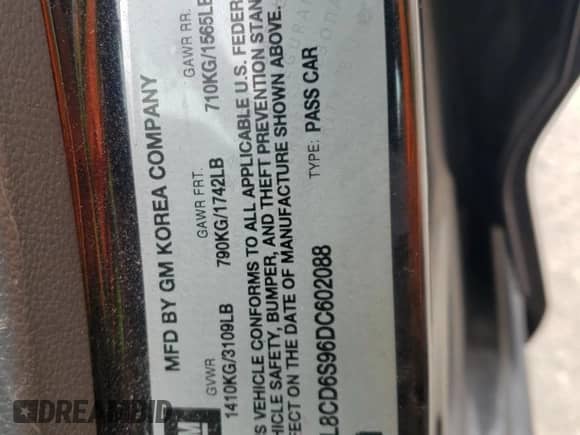 MFD BY GM KOREA COMPANY
GVWR GAWR FRT. GAWR RR.
1410KG/3109LB 790KG/1742LB 710KG/1565LB
VEHICLE CONFORMS TO ALL APPLICABLE U.S. FEDER
HICLE SAFETY, BUMPER, AND THEFT PREVENTION STAN
FECT ON THE DATE OF MANUFACTURE SHOWN ABOVE.
L8CD6S96DC602088 TYPE: PASS CAR
AUTOHELPERBOT.COM